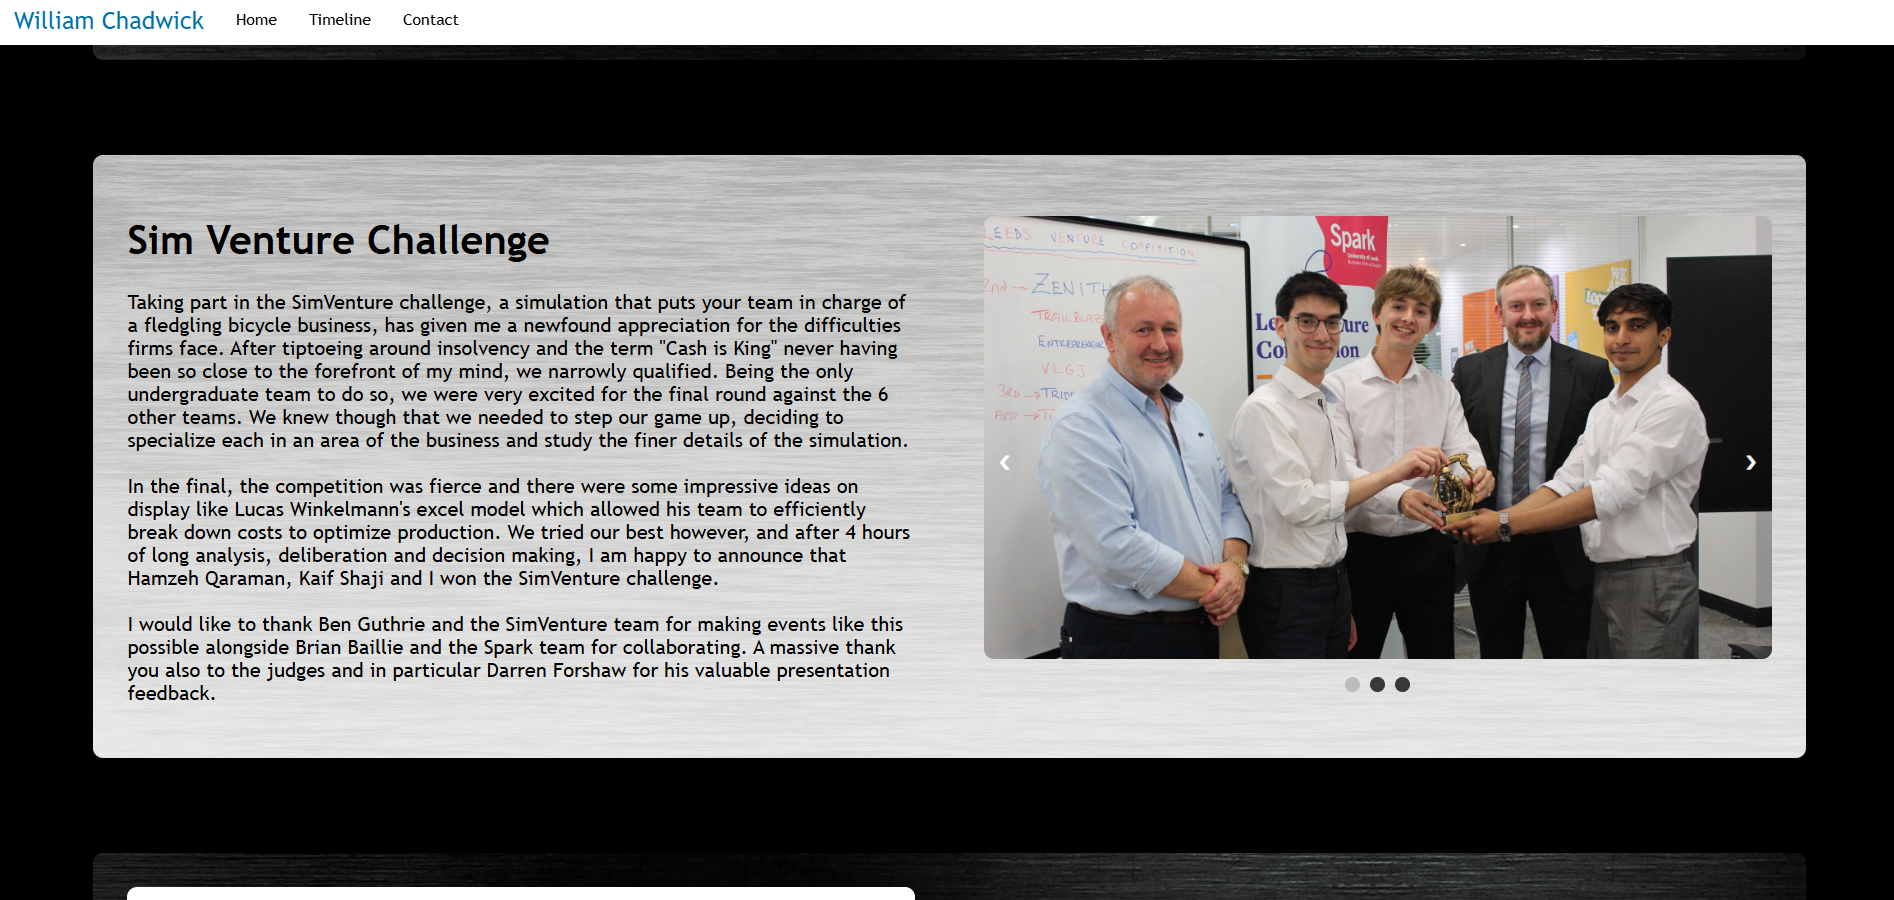 William Chadwick
Home
Timeline
Contact
Sim Venture Challenge
Taking part in the SimVenture challenge, a simulation that puts your team in charge of
a fledgling bicycle business, has given me a newfound appreciation for the difficulties
firms face. After tiptoeing around insolvency and the term "Cash is King" never having
been so close to the forefront of my mind, we narrowly qualified. Being the only
undergraduate team to do so, we were very excited for the final round against the 6
other teams. We knew though that we needed to step our game up, deciding to
specialize each in an area of the business and study the finer details of the simulation.
In the final, the competition was fierce and there were some impressive ideas on
display like Lucas Winkelmann's excel model which allowed his team to efficiently
break down costs to optimize production. We tried our best however, and after 4 hours
of long analysis, deliberation and decision making, I am happy to announce that
Hamzeh Qaraman, Kaif Shaji and I won the SimVenture challenge.
I would like to thank Ben Guthrie and the SimVenture team for making events like this
possible alongside Brian Baillie and the Spark team for collaborating. A massive thank
you also to the judges and in particular Darren Forshaw for his valuable presentation
feedback.
LEEDS VENTURE COMPETITION
2nd → ZENITH
TRAILBLAZ
ENTREPRENEUR
VLGJ
3RD → TRID
FIRST → T
Spark
University of Leeds